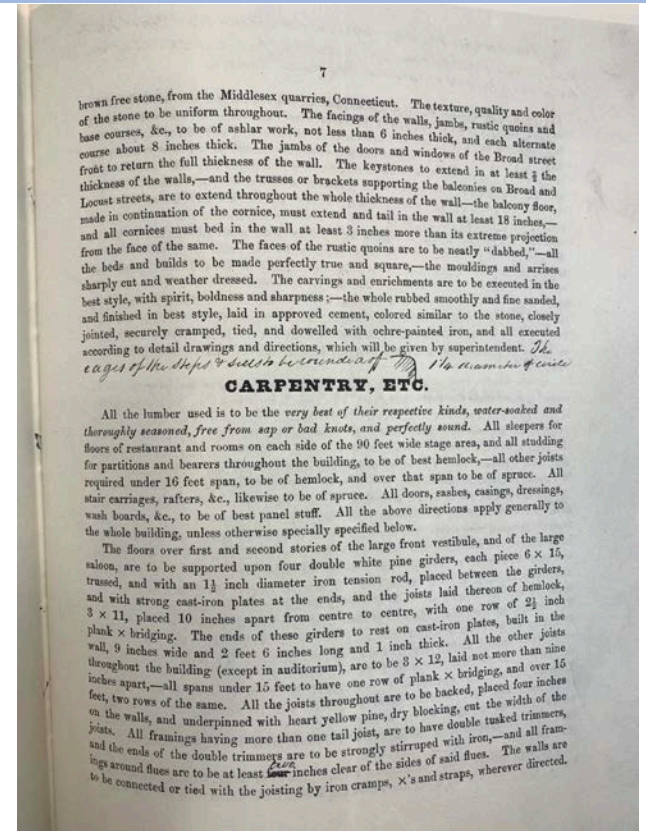 7
brown free stone, from the Middlesex quarries, Connecticut. The texture, quality and color
of the stone to be uniform throughout. The facings of the walls, jambs, rustic quoins and
base courses, &c., to be of ashlar work, not less than 6 inches thick, and each alternate
course about 8 inches thick. The jambs of the doors and windows of the Broad street
front to return the full thickness of the wall. The keystones to extend in at least the
thickness of the walls,—and the trusses or brackets supporting the balconies on Broad and
Locust streets, are to extend throughout the whole thickness of the wall—the balcony floor,
made in continuation of the cornice, must extend and tail in the wall at least 18 inches,—
and all cornices must bed in the wall at least 3 inches more than its extreme projection
from the face of the same. The faces of the rustic quoins are to be neatly “dabbed,”—all
the beds and builds to be made perfectly true and square,—the mouldings and arrises
sharply cut and weather dressed. The carvings and enrichments are to be executed in the
best style, with spirit, boldness and sharpness ;—the whole rubbed smoothly and fine sanded,
and finished in best style, laid in approved cement, colored similar to the stone, closely
jointed, securely cramped, tied, and dowelled with ochre-painted iron, and all executed
according to detail drawings and directions, which will be given by superintendent. The
edges of the steps & sills to be rounded of diameter of circle
CARPENTRY, ETC.
All the lumber used is to be the very best of their respective kinds, water-soaked and
thoroughly seasoned, free from sap or bad knots, and perfectly sound. All sleepers for
floors of restaurant and rooms on each side of the 90 feet wide stage area, and all studding
for partitions and bearers throughout the building, to be of best hemlock,—all other joists
required under 16 feet span, to be of hemlock, and over that span to be of spruce. All
stair carriages, rafters, &c., likewise to be of spruce. All doors, sashes, casings, dressings,
wash boards, &c., to be of best panel stuff. All the above directions apply generally to
the whole building, unless otherwise specially specified below.
The floors over first and second stories of the large front vestibule, and of the large
saloon, are to be supported upon four double white pine girders, each piece 6 × 15,
trussed, and with an 1½ inch diameter iron tension rod, placed between the girders,
and with strong cast-iron plates at the ends, and the joists laid thereon of hemlock,
3 × 11, placed 10 inches apart from centre to centre, with one row of 2½ inch
plank × bridging. The ends of these girders to rest on cast-iron plates, built in the
wall, 9 inches wide and 2 feet 6 inches long and 1 inch thick. All the other joists
throughout the building (except in auditorium), are to be 3 × 12, laid not more than nine
inches apart,—all spans under 15 feet to have one row of plank × bridging, and over 15
feet, two rows of the same. All the joists throughout to be backed, placed four inches
on the walls, and underpinned with heart yellow pine, dry blocking, cut the width of the
joists. All framings having more than one tail joist, are to have double tusked trimmers,
and the ends of the double trimmers are to be strongly stirruped with iron,—and all fram-
ings around flues are to be at least four inches clear of the sides of said flues. The walls are
to be connected or tied with the joisting by iron cramps, ×'s and straps, wherever directed.